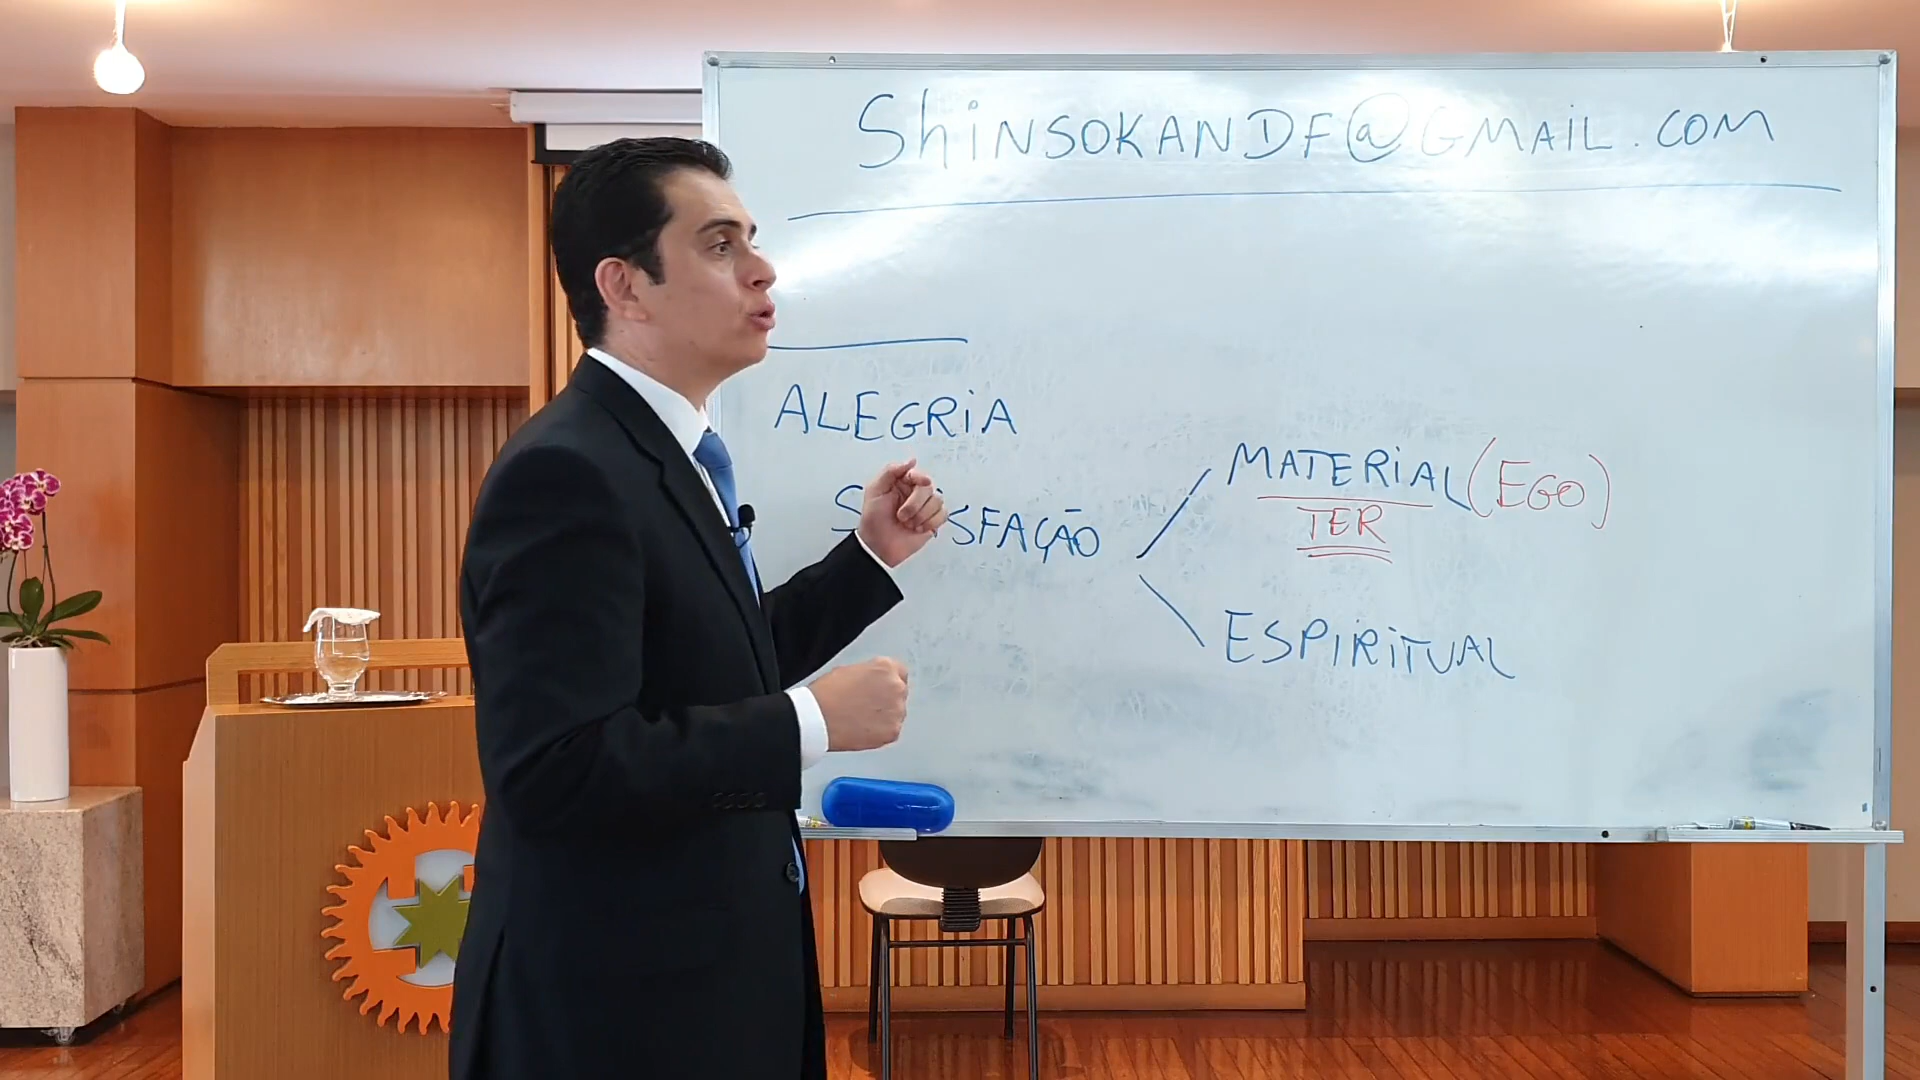 ShiNSOKANDF@GMAiL.COM
ALEGRiA
MATERiAL (EGO)
TER
ESPiRiTUAL